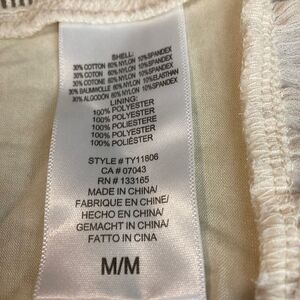 SHELL:
30% COTTON 60% NYLON 10% SPANDEX
30% COTON 60% NYLON 10% SPANDEX
30% COTONE 60% NYLON 10% SPANDEX
30% BAUMWOLLE 60% NYLON 10% ELASTHAN
30% ALGODÓN 60% NYLON 10% SPANDEX
LINING:
100% POLYESTER
100% POLYESTER
100% POLIESTERE
100% POLYESTER
100% POLIÉSTER
STYLE # TY11806
CA # 07043
RN # 133165
MADE IN CHINA/
FABRIQUE EN CHINE/
HECHO EN CHINA/
GEMACHT IN CHINA/
FATTO IN CINA
M/M